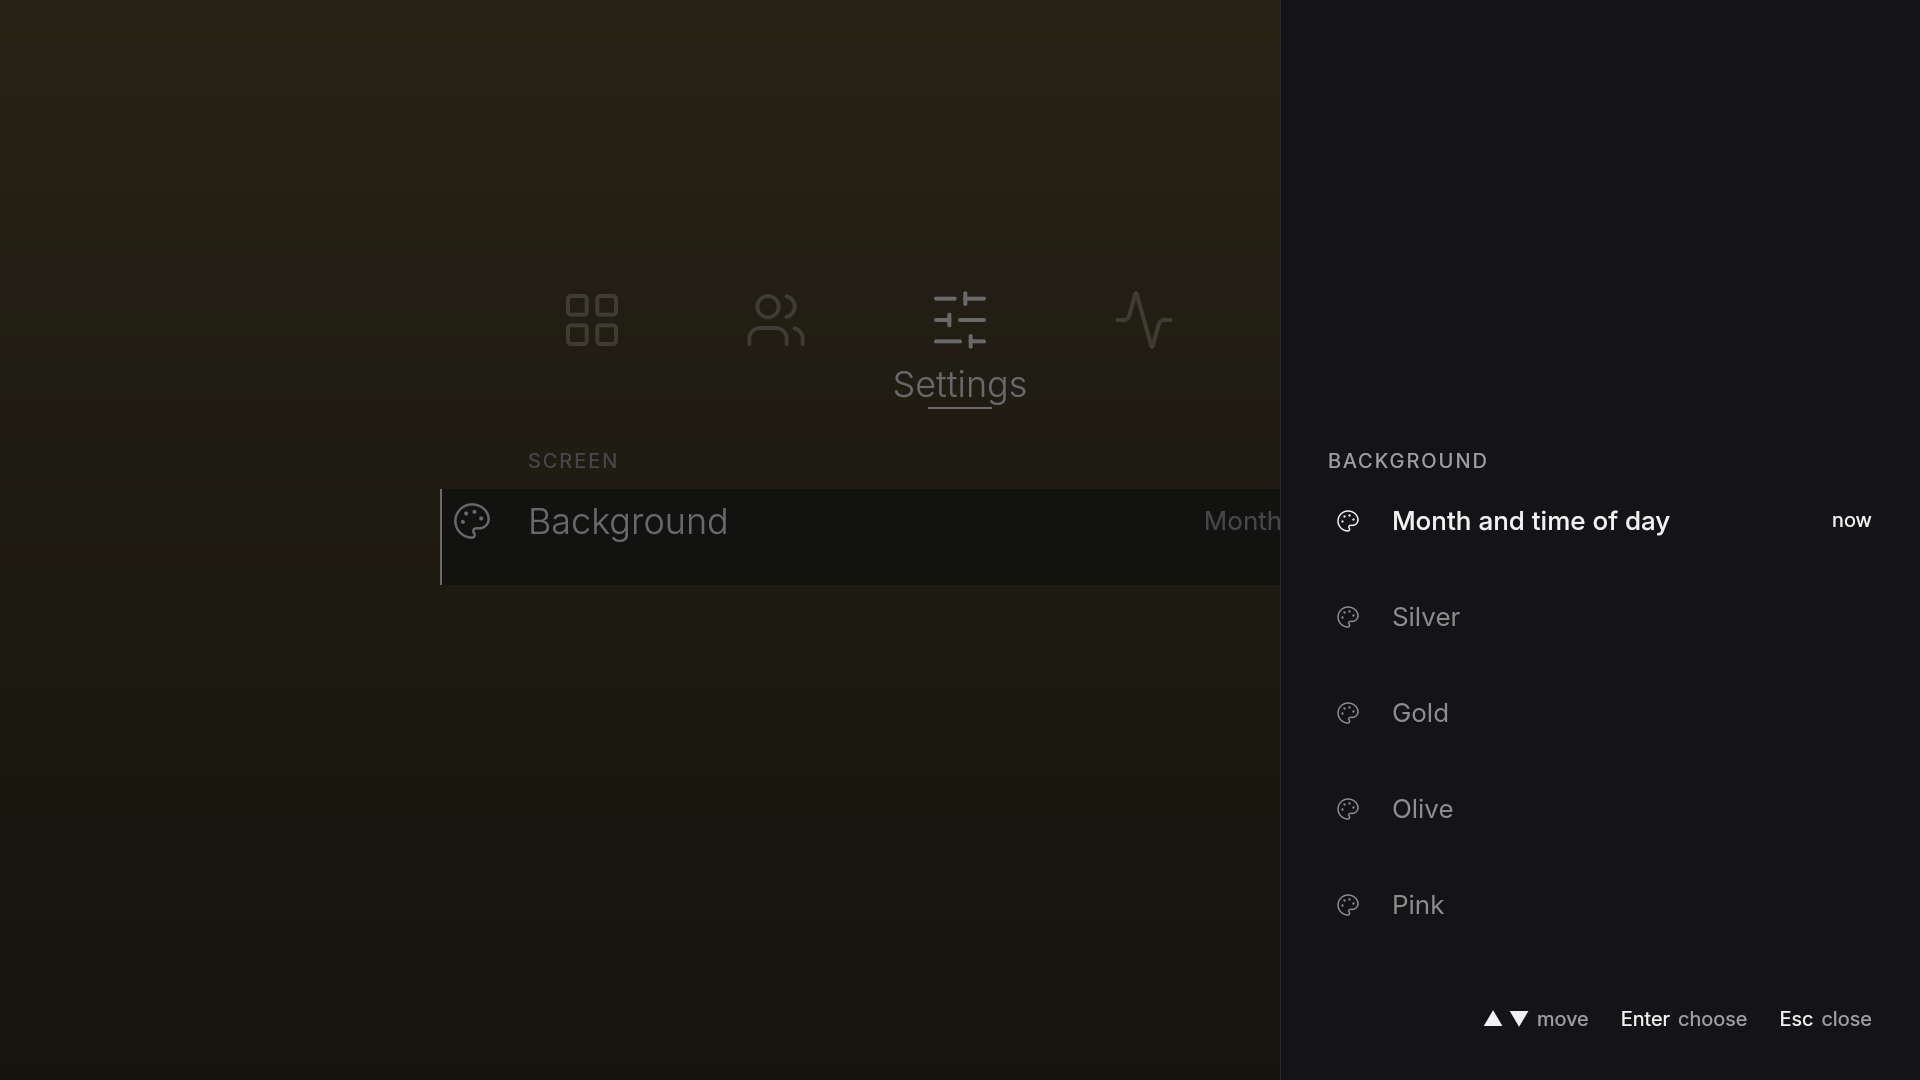 Settings
SCREEN
Background
Month
BACKGROUND
Month and time of day now
Silver
Gold
Olive
Pink
▲ ▼ move Enter choose Esc close